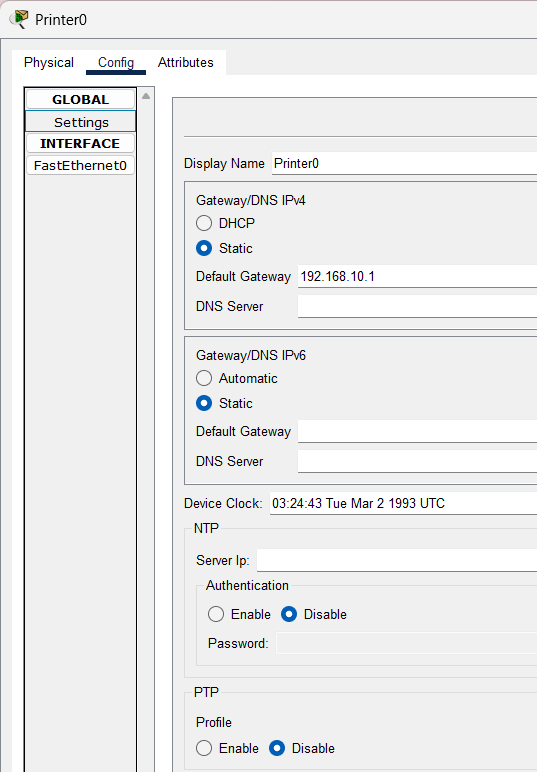 Printer0
Physical Config Attributes
GLOBAL
Settings
INTERFACE
FastEthernet0
Display Name Printer0
Gateway/DNS IPv4
DHCP
Static
Default Gateway 192.168.10.1
DNS Server
Gateway/DNS IPv6
Automatic
Static
Default Gateway
DNS Server
Device Clock: 03:24:43 Tue Mar 2 1993 UTC
NTP
Server Ip:
Authentication
Enable Disable
Password:
PTP
Profile
Enable Disable